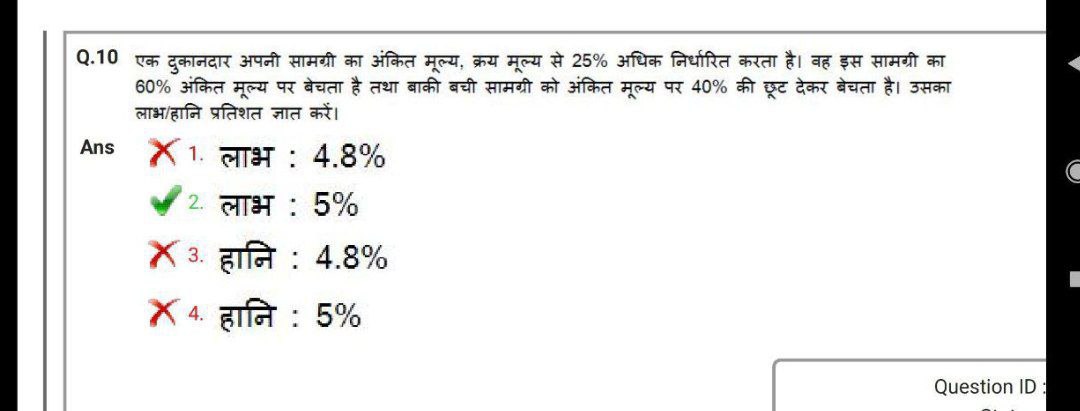 Q.10 एक दुकानदार अपनी सामग्री का अंकित मूल्य, क्रय मूल्य से 25% अधिक निर्धारित करता है। वह इस सामग्री का
60% अंकित मूल्य पर बेचता है तथा बाकी बची सामग्री को अंकित मूल्य पर 40% की छूट देकर बेचता है। उसका
लाभ/हानि प्रतिशत ज्ञात करें।
Ans 1. लाभ : 4.8%
2. लाभ : 5%
3. हानि : 4.8%
4. हानि : 5%
Question ID :